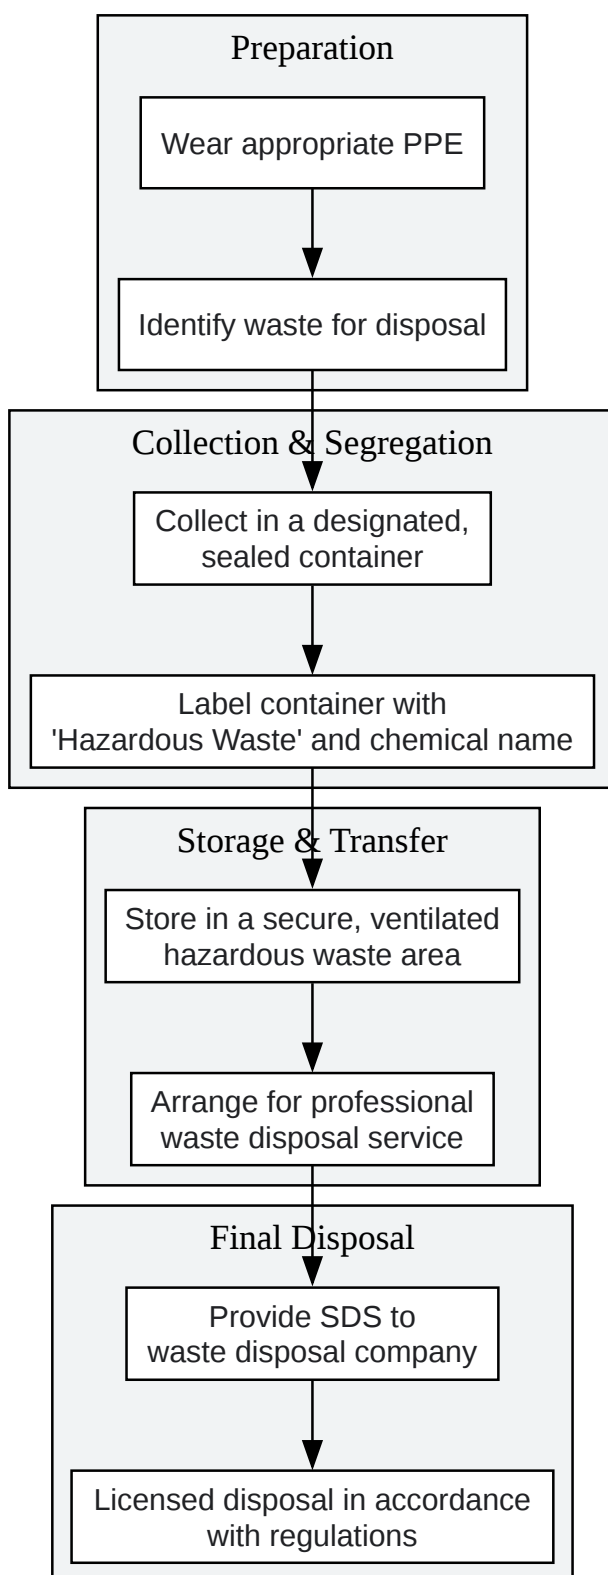 Preparation
Wear appropriate PPE
Identify waste for disposal
Collection & Segregation
Collect in a designated,
sealed container
Label container with
'Hazardous Waste' and chemical name
Storage & Transfer
Store in a secure, ventilated
hazardous waste area
Arrange for professional
waste disposal service
Final Disposal
Provide SDS to
waste disposal company
Licensed disposal in accordance
with regulations